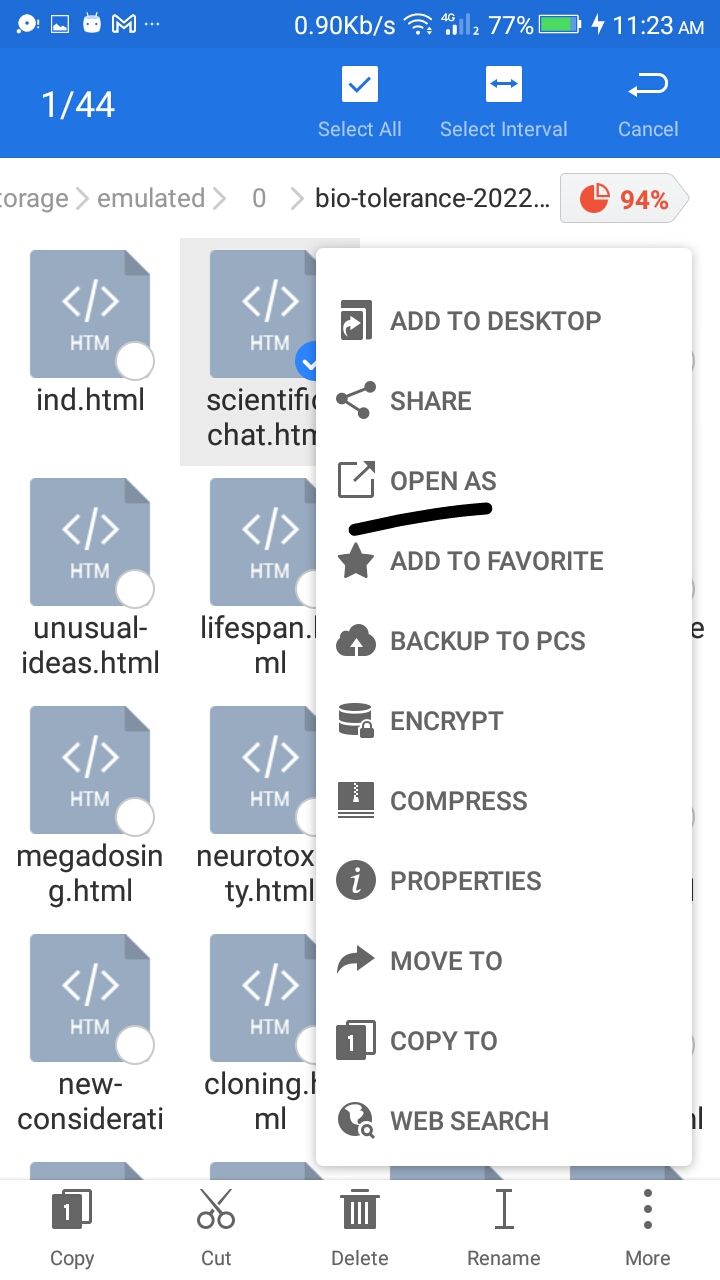 0.90Kb/s 4G 2 77% 11:23 AM
1/44
Select All
Select Interval
Cancel
torage emulated 0 bio-tolerance-2022... 94%
HTM
HTM
ind.html
scientific
chat.htm
HTM
HTM
unusual-
ideas.html
lifespan.
ml
e
HTM
HTM
megadosin
g.html
neurotox
ty.html
HTM
HTM
new-
considerati
cloning.h
ml
ADD TO DESKTOP
SHARE
OPEN AS
ADD TO FAVORITE
BACKUP TO PCS
ENCRYPT
COMPRESS
PROPERTIES
MOVE TO
1 COPY TO
WEB SEARCH
1
Copy
Cut
Delete
Rename
More